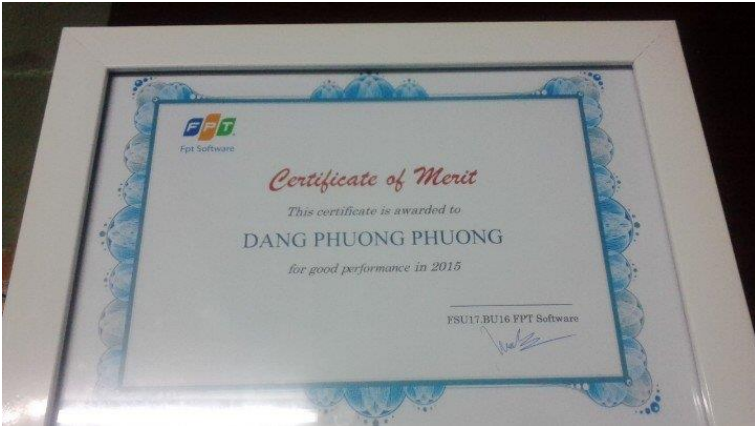 FPT
Fpt Software
Certificate of Merit
This certificate is awarded to
DANG PHUONG PHUONG
for good performance in 2015
FSU17.BU16 FPT Software